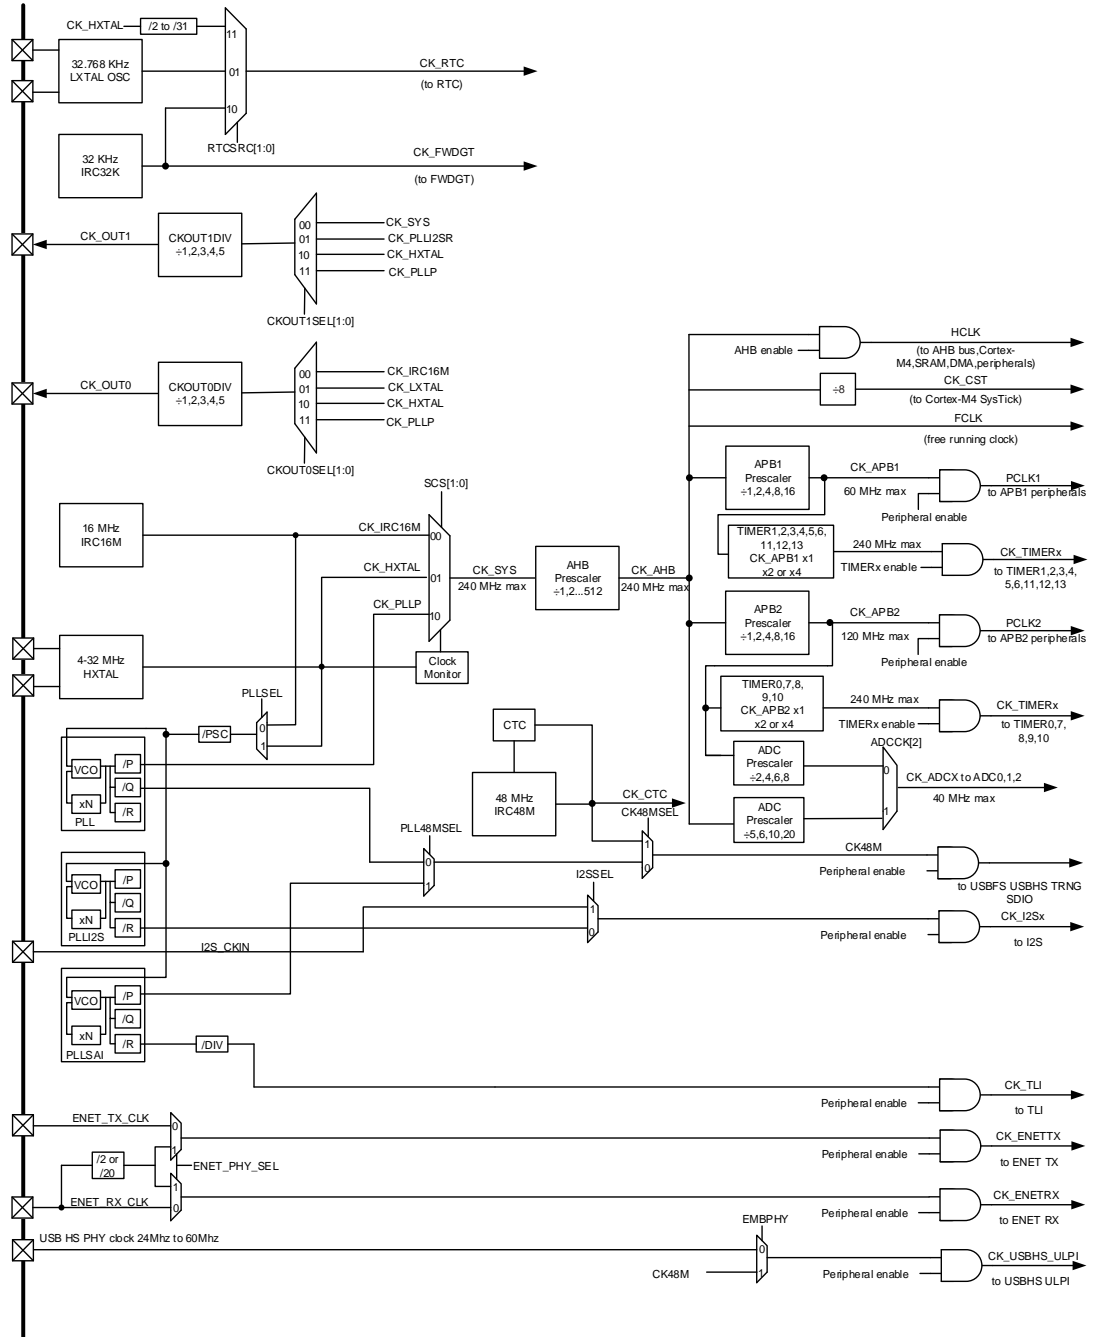 CK_HXTAL
/2 to /31
11
32.768 KHz
LXTAL OSC
01
CK_RTC
(to RTC)
10
RTCSRC[1:0]
32 KHz
IRC32K
CK_FWDGT
(to FWDGT)
CK_OUT1
CKOUT1DIV
÷1,2,3,4,5
00
01
10
11
CK_SYS
CK_PLLI2SR
CK_HXTAL
CK_PLLP
CKOUT1SEL[1:0]
CK_OUT0
CKOUT0DIV
÷1,2,3,4,5
00
01
10
11
CK_IRC16M
CK_LXTAL
CK_HXTAL
CK_PLLP
CKOUT0SEL[1:0]
AHB enable
HCLK
(to AHB bus,Cortex-
M4,SRAM,DMA,peripherals)
÷8
CK_CST
(to Cortex-M4 SysTick)
FCLK
(free running clock)
SCS[1:0]
16 MHz
IRC16M
CK_IRC16M
00
CK_HXTAL
01
CK_PLLP
10
CK_SYS
240 MHz max
AHB
Prescaler
÷1,2...512
CK_AHB
240 MHz max
APB1
Prescaler
÷1,2,4,8,16
CK_APB1
60 MHz max
Peripheral enable
PCLK1
to APB1 peripherals
TIMER1,2,3,4,5,6,
11,12,13
CK_APB1 x1
x2 or x4
240 MHz max
TIMERx enable
CK_TIMERx
to TIMER1,2,3,4,
5,6,11,12,13
APB2
Prescaler
÷1,2,4,8,16
CK_APB2
120 MHz max
Peripheral enable
PCLK2
to APB2 peripherals
4-32 MHz
HXTAL
Clock
Monitor
TIMER0,7,8,
9,10
CK_APB2 x1
x2 or x4
240 MHz max
TIMERx enable
CK_TIMERx
to TIMER0,7,
8,9,10
PLLSEL
/PSC
0
1
CTC
ADC
Prescaler
÷2,4,6,8
ADCCK[2]
0
1
CK_ADCX to ADC0,1,2
40 MHz max
ADC
Prescaler
÷5,6,10,20
VCO
xN
/P
/Q
/R
PLL
48 MHz
IRC48M
CK_CTC
CK48MSEL
1
0
PLL48MSEL
0
1
CK48M
Peripheral enable
to USBFS USBHS TRNG
SDIO
VCO
xN
/P
/Q
/R
PLLI2S
I2SSEL
1
0
Peripheral enable
CK_I2Sx
to I2S
I2S_CKIN
VCO
xN
/P
/Q
/R
PLLSAI
/DIV
Peripheral enable
CK_TLI
to TLI
ENET_TX_CLK
0
1
/2 or
/20
ENET_PHY_SEL
Peripheral enable
CK_ENETTX
to ENET TX
ENET_RX_CLK
1
0
Peripheral enable
CK_ENETRX
to ENET RX
USB HS PHY clock 24Mhz to 60Mhz
EMBPHY
0
1
CK48M
Peripheral enable
CK_USBHS_ULPI
to USBHS ULPI